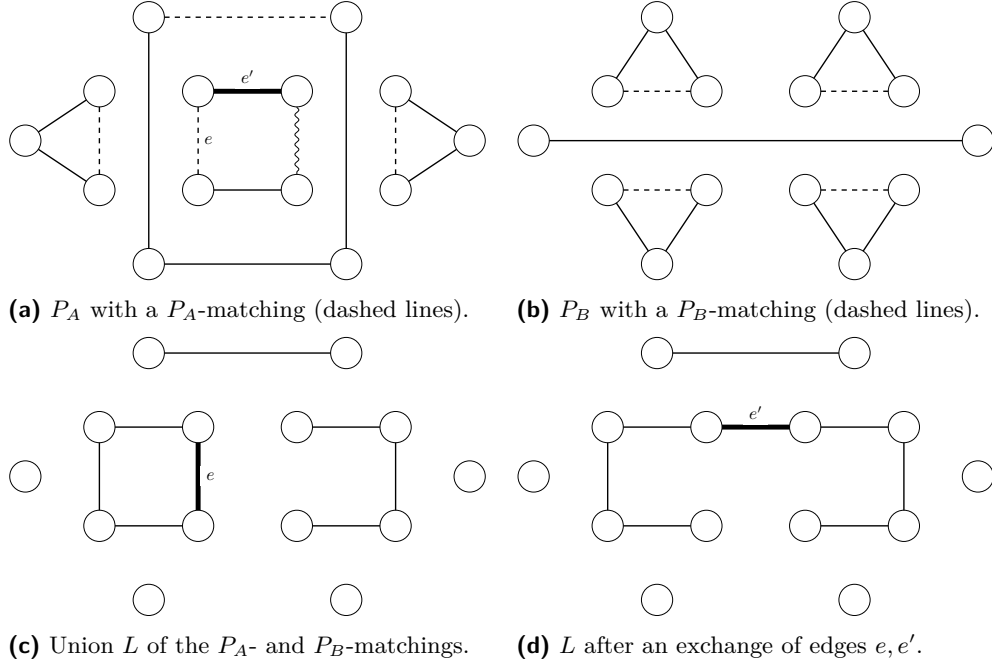 e'
e
(a) P_A with a P_A-matching (dashed lines).
(b) P_B with a P_B-matching (dashed lines).
e'
e
(c) Union L of the P_A- and P_B-matchings.
(d) L after an exchange of edges e, e'.